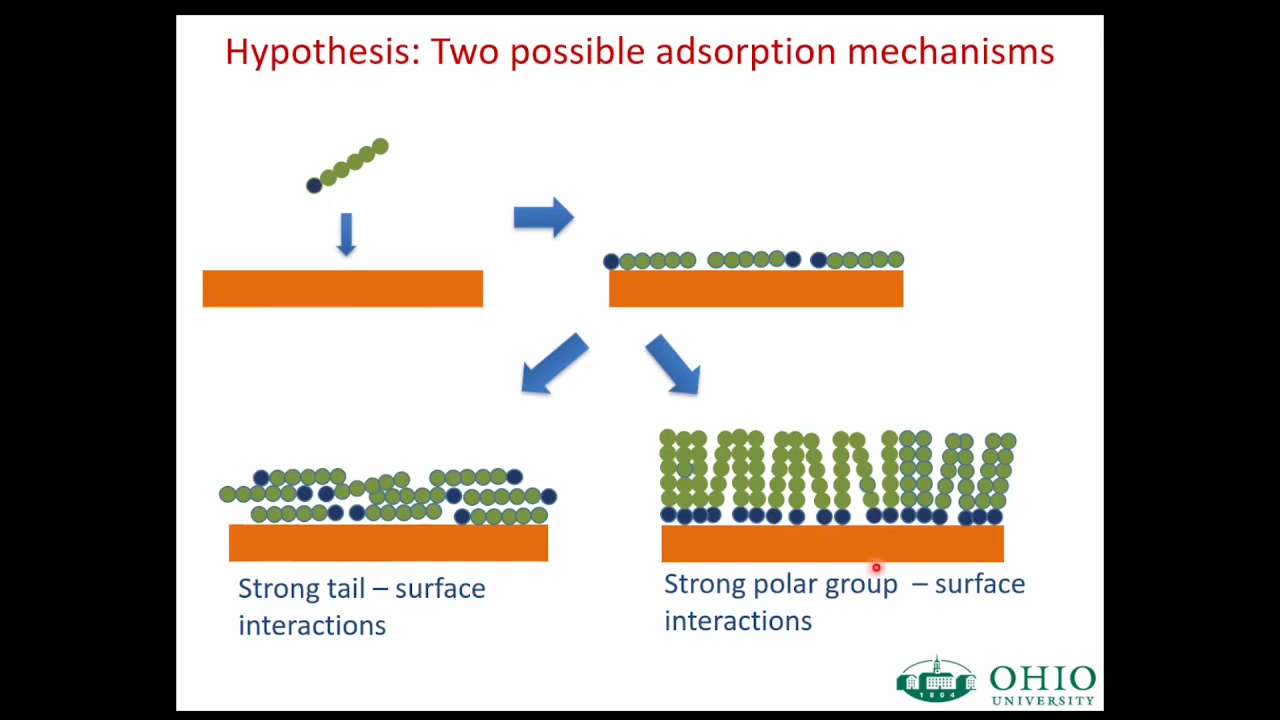 Hypothesis: Two possible adsorption mechanisms
Strong tail – surface
interactions
Strong polar group – surface
interactions
1804
OHIO
UNIVERSITY